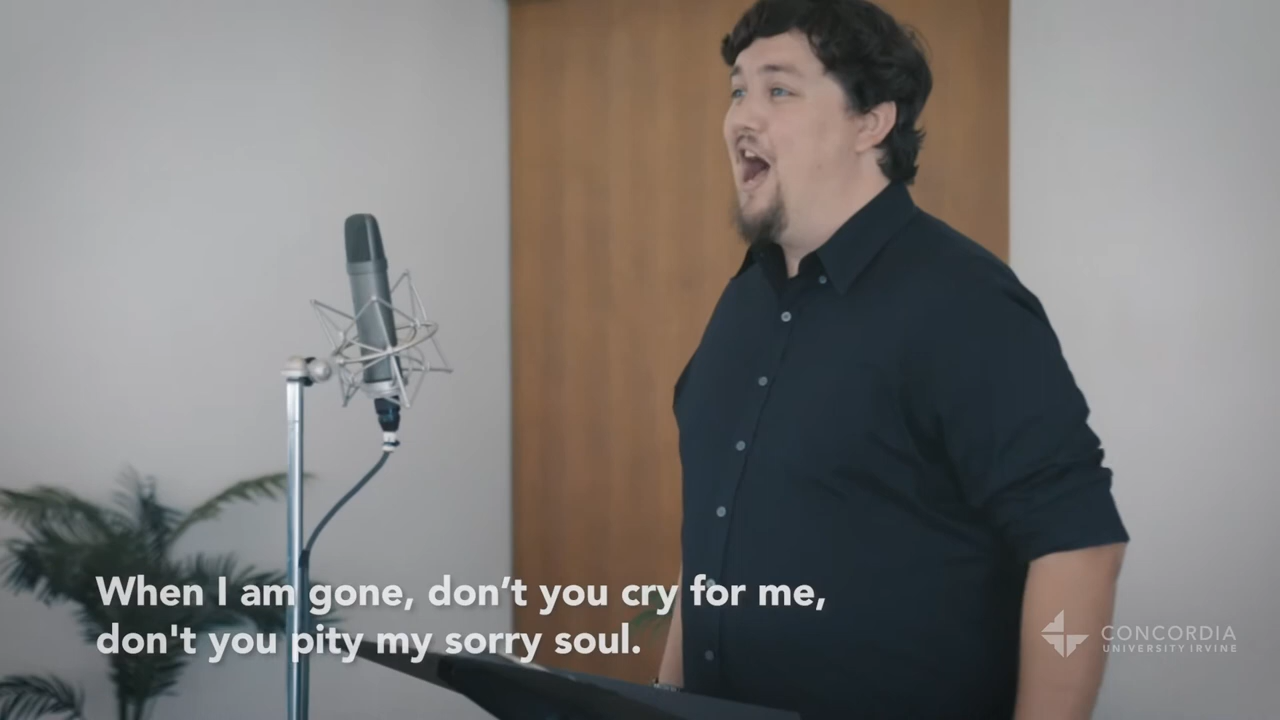 When I am gone, don’t you cry for me,
don't you pity my sorry soul.
CONCORDIA
UNIVERSITY IRVINE